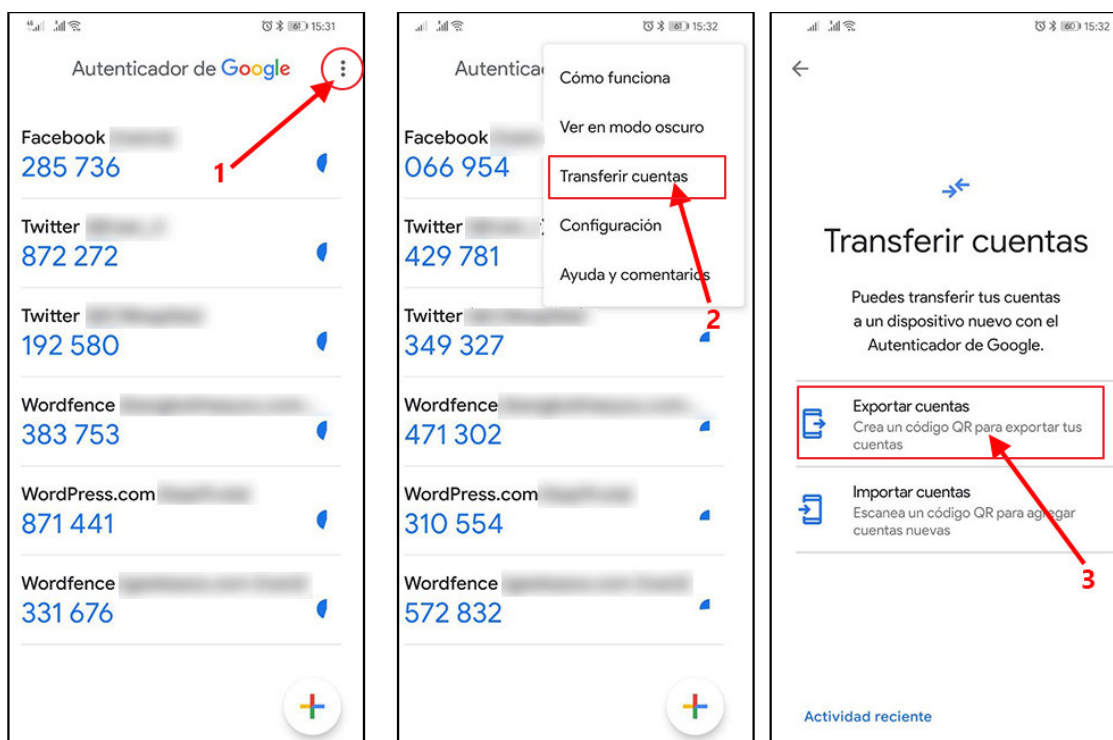 15:31
Autenticador de Google
Facebook
285 736
Twitter
872 272
Twitter
192 580
Wordfence
383 753
WordPress.com
871 441
Wordfence
331 676
1
15:32
Autentica
Cómo funciona
Ver en modo oscuro
Transferir cuentas
Configuración
Ayuda y comentarios
Facebook
066 954
Twitter
429 781
Twitter
349 327
Wordfence
471 302
WordPress.com
310 554
Wordfence
572 832
2
15:32
Transferir cuentas
Puedes transferir tus cuentas
a un dispositivo nuevo con el
Autenticador de Google.
Exportar cuentas
Crea un código QR para exportar tus
cuentas
Importar cuentas
Escanea un código QR para agregar
cuentas nuevas
3
Actividad reciente